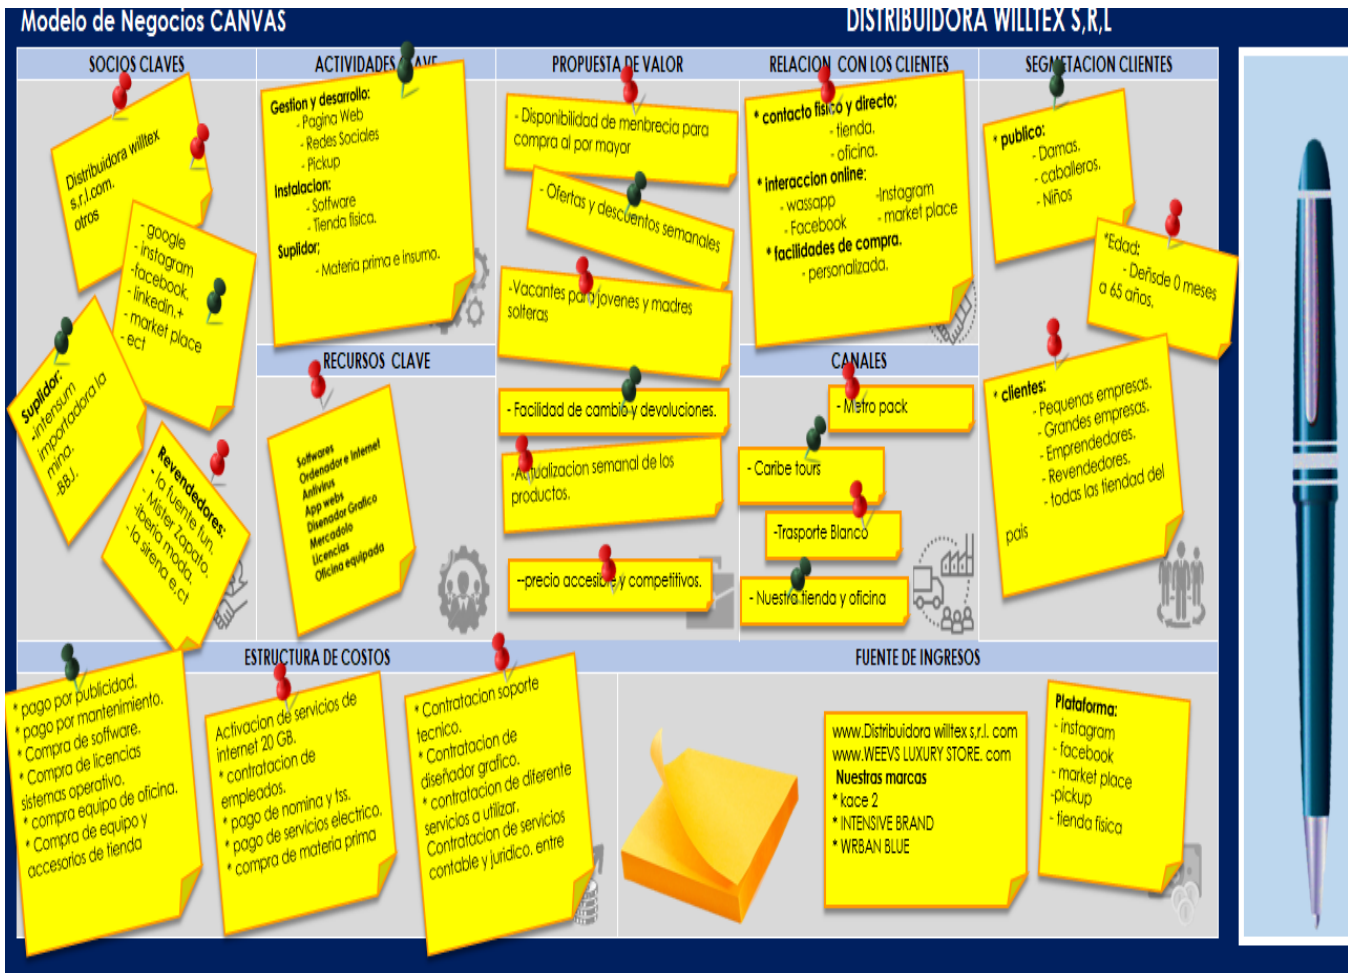 Modelo de Negocios CANVAS
DISTRIBUIDORA WILLTEX S,R,L
SOCIOS CLAVES
Distribuidora willtex
s,r,l.com.
otros
- google
- instagram
-facebook.
- linkedin.+
- market place
- ect
Suplidor:
-intensum
importadora la
mina.
-BBJ.
Revendedores:
- la fuente fun.
- Mister Zapato.
-iberia moda.
- la sirena e.ct
ACTIVIDADES CLAVE
Gestion y desarrollo:
- Pagina Web
- Redes Sociales
- Pickup
Instalacion:
- Software
- Tienda fisica.
Suplidor;
- Materia prima e insumo.
RECURSOS CLAVE
Softwares
Ordenador e Internet
Antivirus
App webs
Disenador Grafico
Mercadolo
Licencias
Oficina equipada
PROPUESTA DE VALOR
- Disponibilidad de menbrecia para
compra al por mayor
- Ofertas y descuentos semanales
-Vacantes para jovenes y madres
solteras
- Facilidad de cambio y devoluciones.
-Actualizacion semanal de los
productos.
--precio accesible y competitivos.
RELACION CON LOS CLIENTES
* contacto fisico y directo;
- tienda.
- oficina.
* interaccion online:
- wassapp -Instagram
- Facebook - market place
* facilidades de compra.
- personalizada.
CANALES
- Metro pack
- Caribe tours
-Trasporte Blanco
- Nuestra tienda y oficina
SEGMETACION CLIENTES
* publico:
- Damas.
- caballeros.
- Niños
*Edad:
- Deñsde 0 meses
a 65 años.
* clientes:
- Pequenas empresas.
- Grandes empresas.
- Emprendedores.
- Revendedores.
- todas las tiendad del
pais
ESTRUCTURA DE COSTOS
* pago por publicidad.
* pago por mantenimiento.
* Compra de software.
* Compra de licencias
sistemas operativo.
* compra equipo de oficina.
* Compra de equipo y
accesorios de tienda
Activacion de servicios de
internet 20 GB.
* contratacion de
empleados.
* pago de nomina y tss.
* pago de servicios electrico.
* compra de materia prima
* Contratacion soporte
tecnico.
* Contratacion de
diseñador grafico.
* contratacion de diferente
servicios a utilizar.
Contratacion de servicios
contable y juridico. entre
FUENTE DE INGRESOS
www.Distribuidora willtex s,r.l. com
www.WEEVS LUXURY STORE. com
Nuestras marcas
* kace 2
* INTENSIVE BRAND
* WRBAN BLUE
Plataforma:
- instagram
- facebook
- market place
-pickup
- tienda fisica